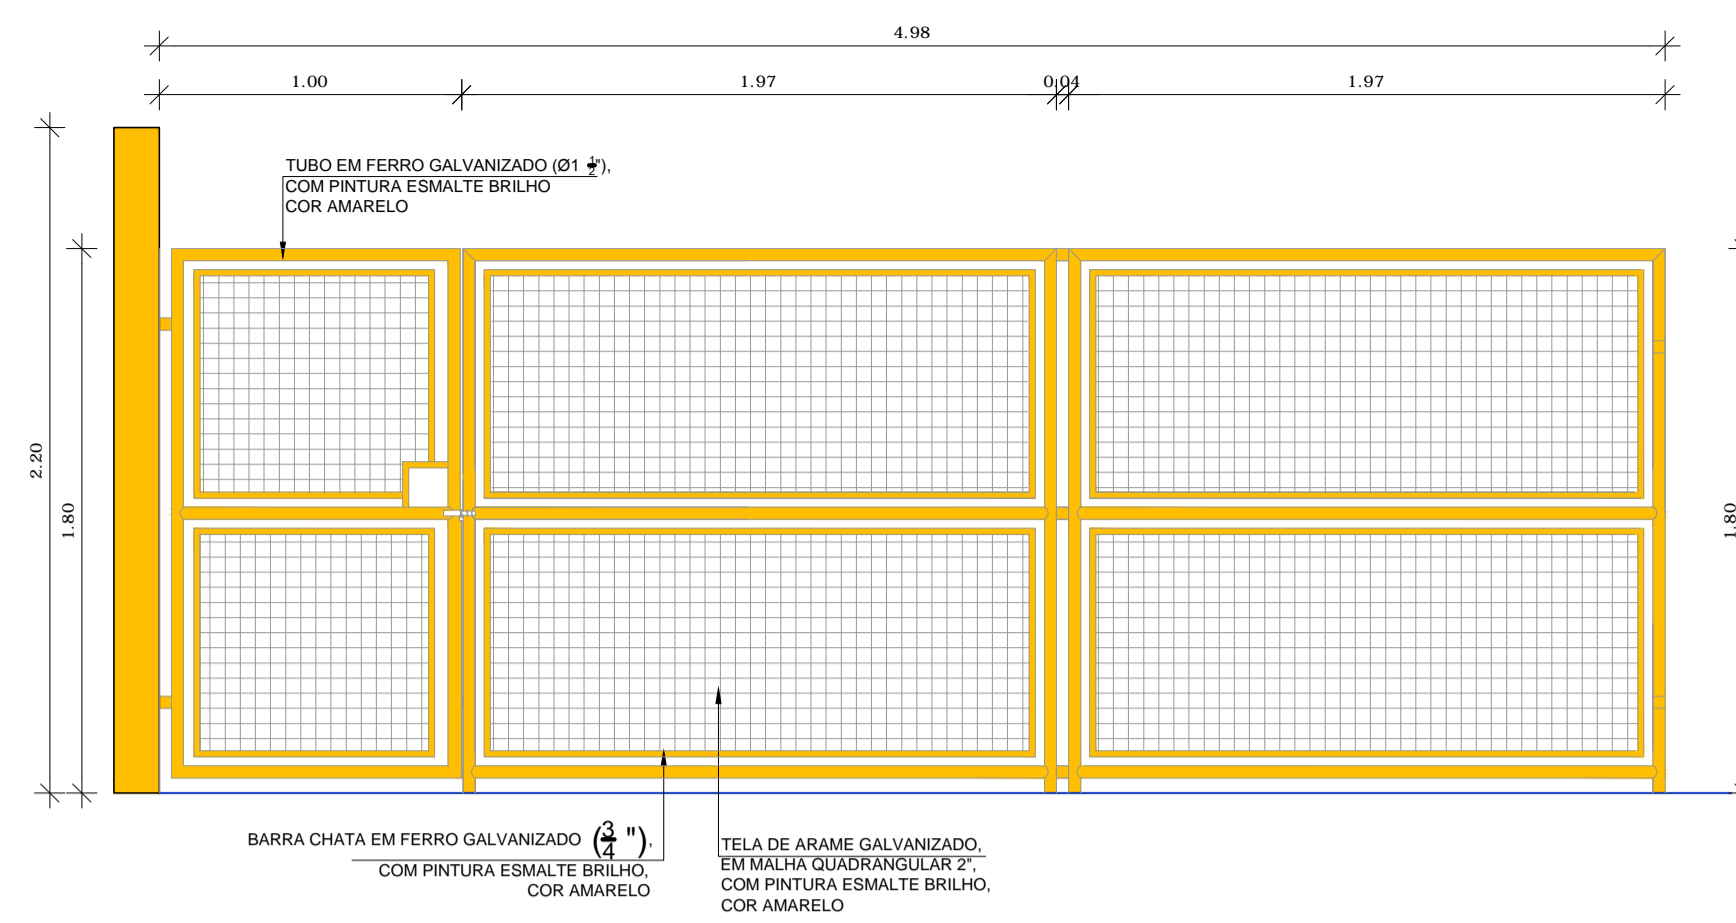 4.98
1.00
1.97
0.04
1.97
TUBO EM FERRO GALVANIZADO (Ø1 1/2"),
COM PINTURA ESMALTE BRILHO
COR AMARELO
2.20
1.80
1.80
BARRA CHATA EM FERRO GALVANIZADO (3/4 "),
COM PINTURA ESMALTE BRILHO,
COR AMARELO
TELA DE ARAME GALVANIZADO,
EM MALHA QUADRANGULAR 2",
COM PINTURA ESMALTE BRILHO,
COR AMARELO